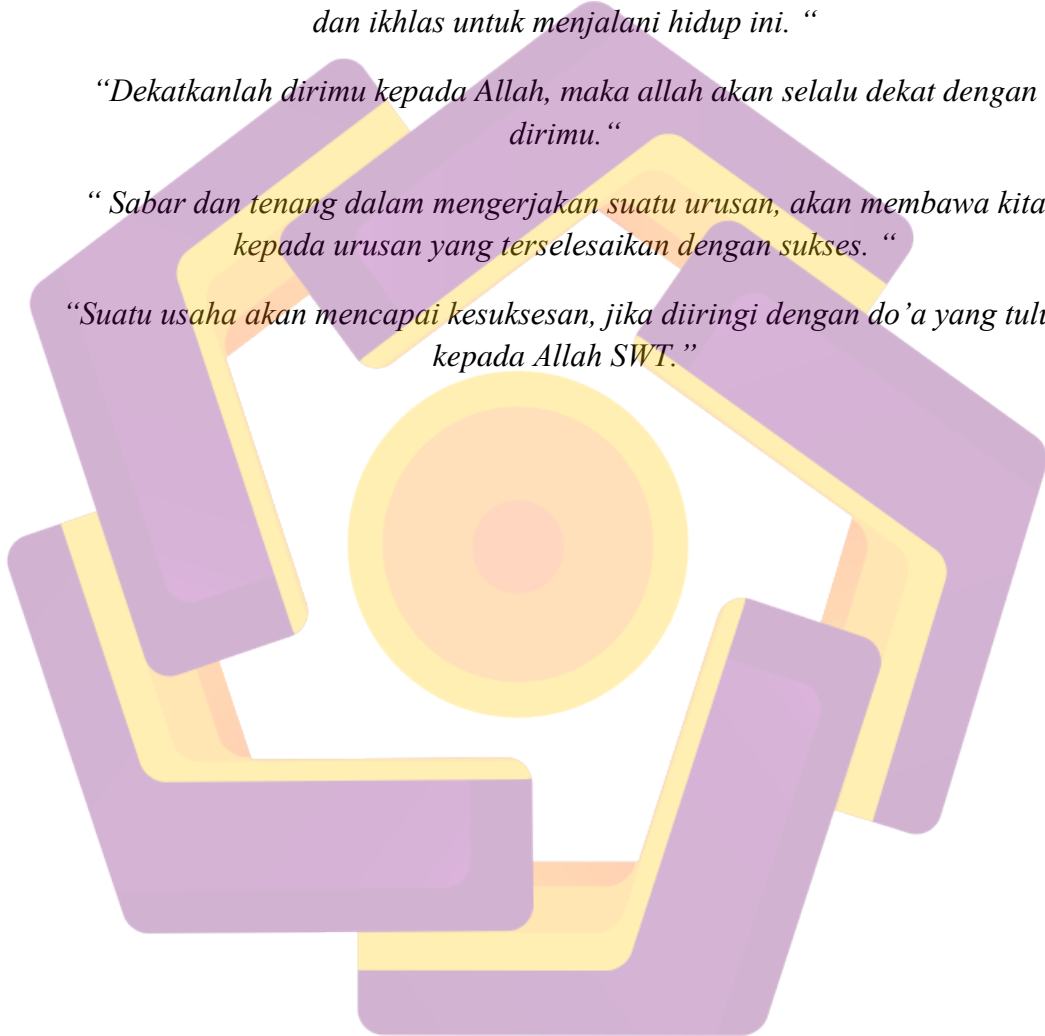 dan ikhlas untuk menjalani hidup ini. “
“Dekatkanlah dirimu kepada Allah, maka allah akan selalu dekat dengan
dirimu.“
“ Sabar dan tenang dalam mengerjakan suatu urusan, akan membawa kita
kepada urusan yang terselesaikan dengan sukses. “
“Suatu usaha akan mencapai kesuksesan, jika diiringi dengan do’a yang
kepada Allah SWT.”